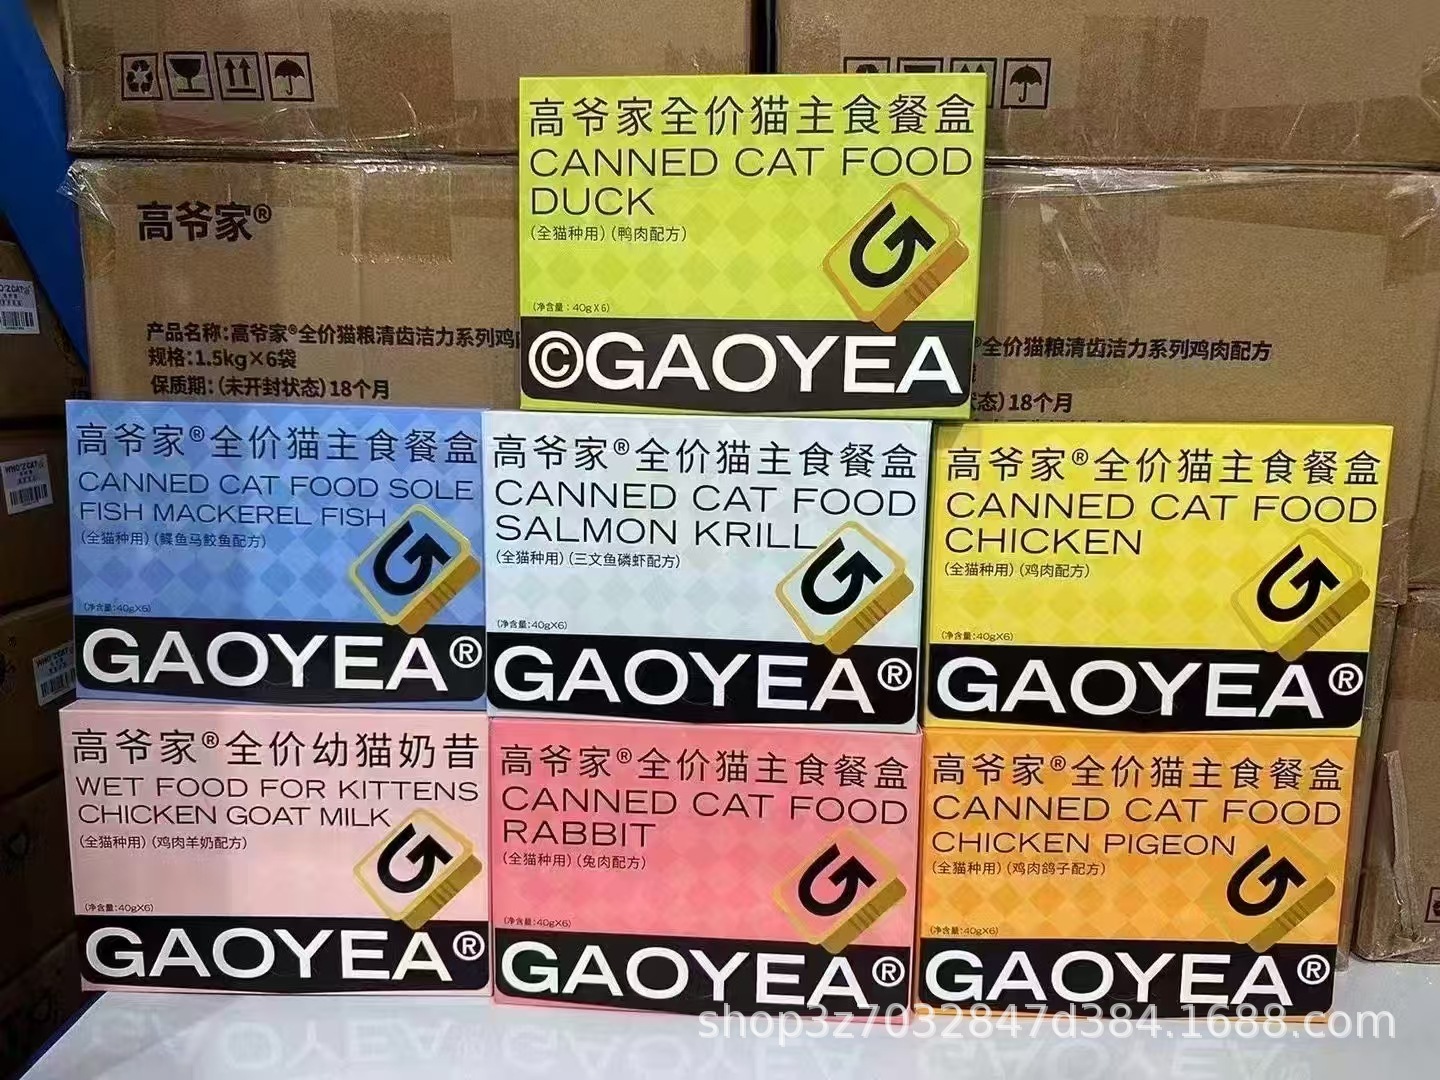 高爷家全价猫主食餐盒
CANNED CAT FOOD
DUCK
(全猫种用)(鸭肉配方)
(净含量:40gX6)
©GAOYEA
高爷家®
产品名称:高爷家®全价猫粮清齿洁力系列鸡肉
规格:1.5kg×6袋
保质期:(未开封状态)18个月
®全价猫粮清齿洁力系列鸡肉配方
状态)18个月
高爷家®全价猫主食餐盒
CANNED CAT FOOD SOLE
FISH MACKEREL FISH
(全猫种用)(鲽鱼马鲛鱼配方)
(净含量:40gX6)
GAOYEA®
高爷家®全价猫主食餐盒
CANNED CAT FOOD
SALMON KRILL
(全猫种用)(三文鱼磷虾配方)
(净含量:40gX6)
GAOYEA®
高爷家®全价猫主食餐盒
CANNED CAT FOOD
CHICKEN
(全猫种用)(鸡肉配方)
(净含量:40gX6)
GAOYEA®
高爷家®全价幼猫奶昔
WET FOOD FOR KITTENS
CHICKEN GOAT MILK
(全猫种用)(鸡肉羊奶配方)
(净含量:40gX6)
GAOYEA®
高爷家®全价猫主食餐盒
CANNED CAT FOOD
RABBIT
(全猫种用)(兔肉配方)
(净含量:40gX6)
GAOYEA®
高爷家®全价猫主食餐盒
CANNED CAT FOOD
CHICKEN PIGEON
(全猫种用)(鸡肉鸽子配方)
(净含量:40gX6)
GAOYEA®
WHO'ZCAT
WHO'ZCAT
shop3z7032847d384.1688.com